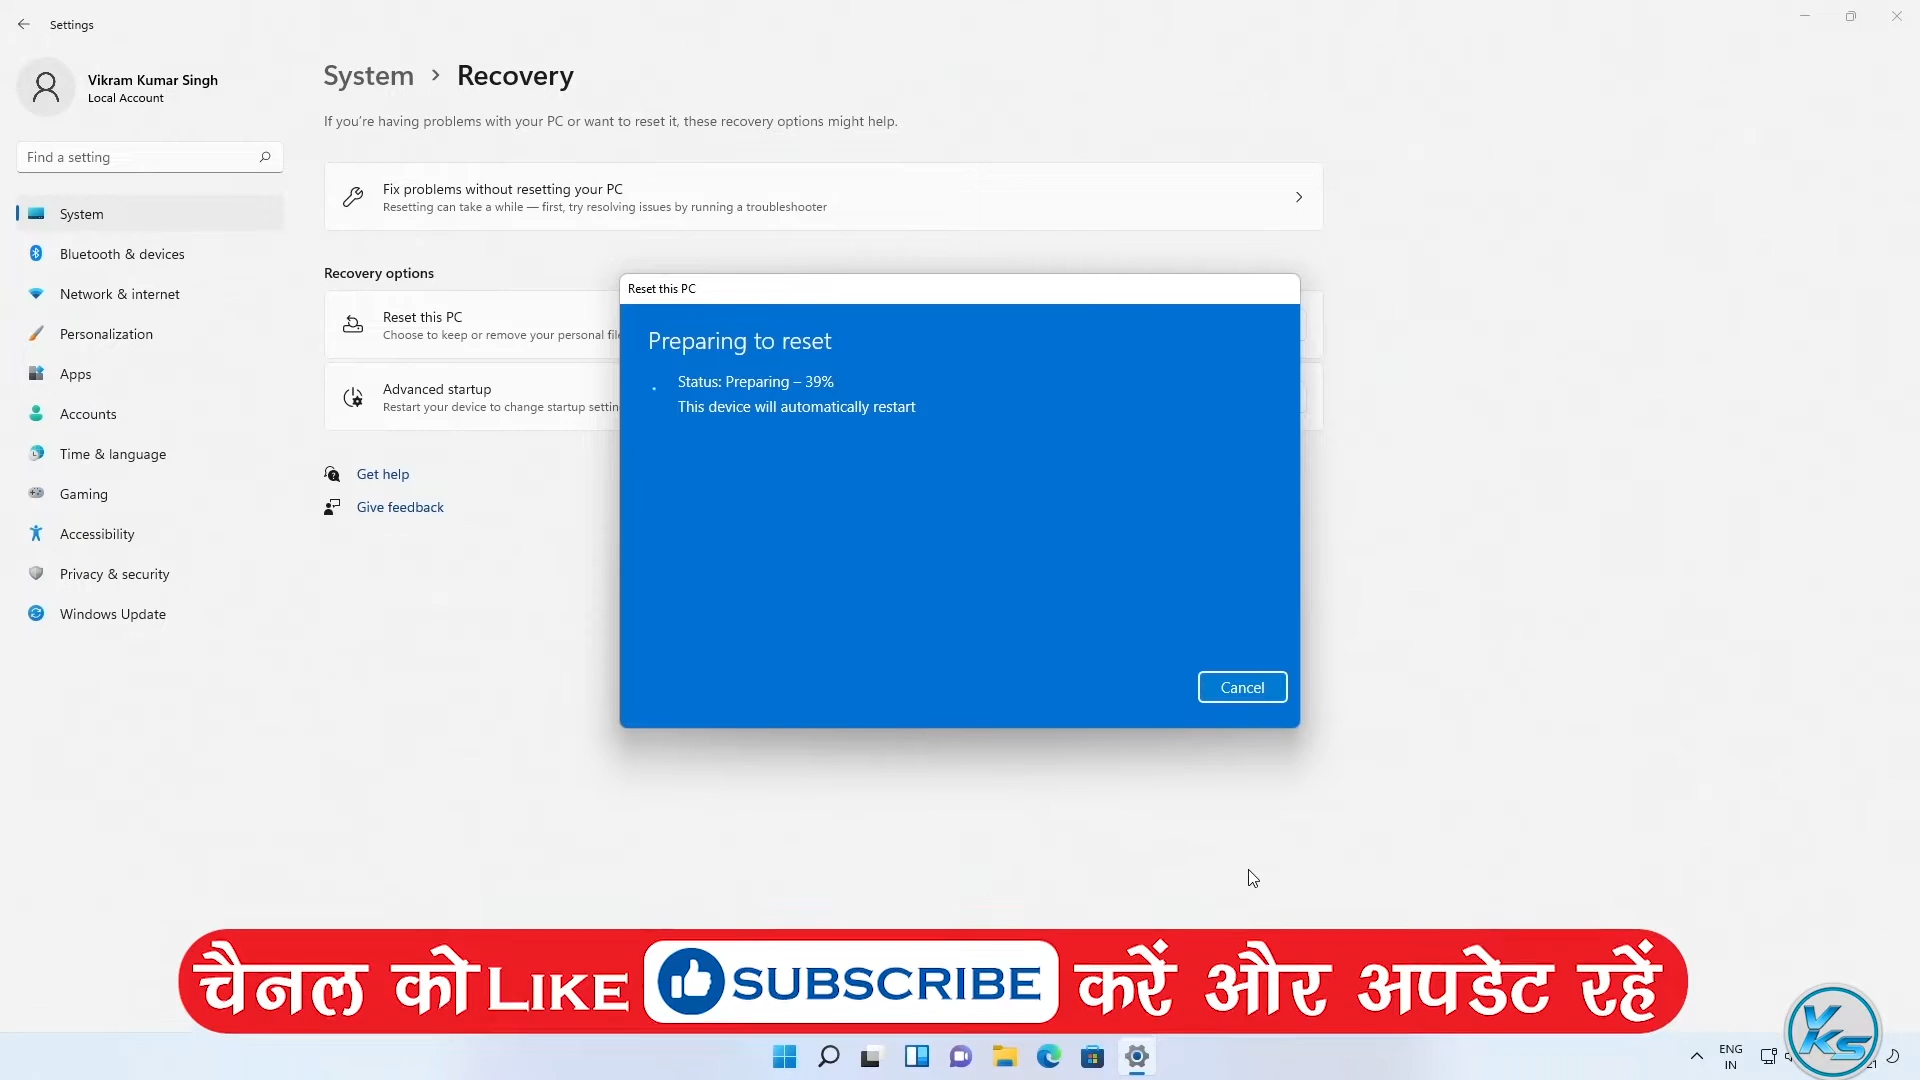 Settings
Vikram Kumar Singh
Local Account
Find a setting
System
Bluetooth & devices
Network & internet
Personalization
Apps
Accounts
Time & language
Gaming
Accessibility
Privacy & security
Windows Update
System > Recovery
If you're having problems with your PC or want to reset it, these recovery options might help.
Fix problems without resetting your PC
Resetting can take a while — first, try resolving issues by running a troubleshooter
Recovery options
Reset this PC
Choose to keep or remove your personal
Advanced startup
Restart your device to change startup
Get help
Give feedback
Reset this PC
Preparing to reset
Status: Preparing – 39%
This device will automatically restart
Cancel
चैनल को LIKE SUBSCRIBE करें और अपडेट रहें
ENG
IN
YKS